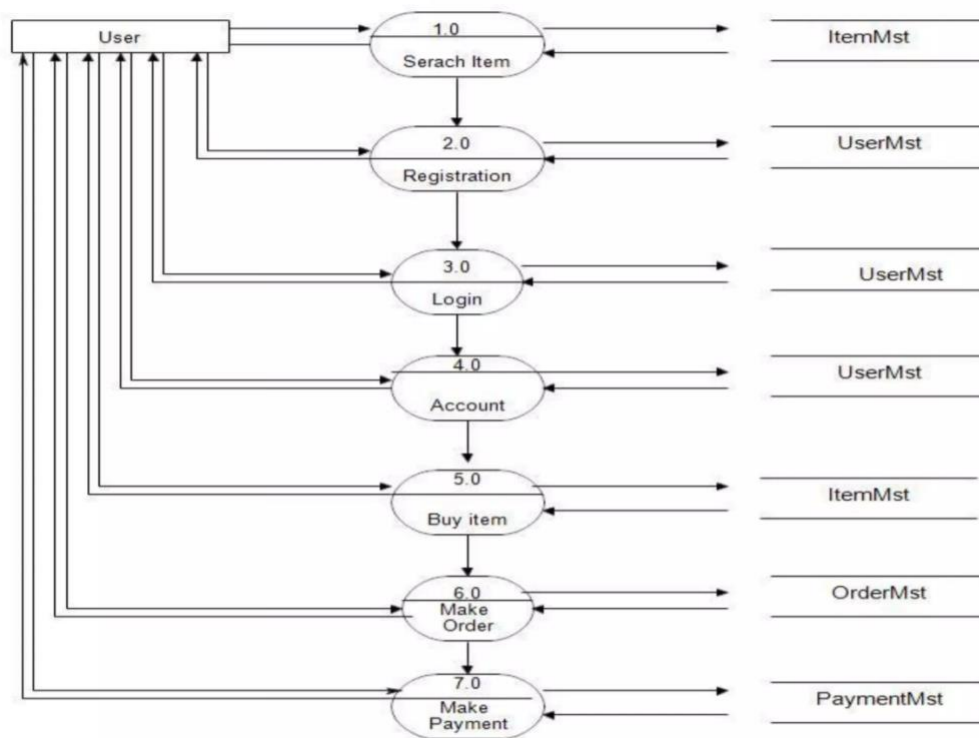 User
1.0
Serach Item
ItemMst
2.0
Registration
UserMst
3.0
Login
UserMst
4.0
Account
UserMst
5.0
Buy item
ItemMst
6.0
Make
Order
OrderMst
7.0
Make
Payment
PaymentMst